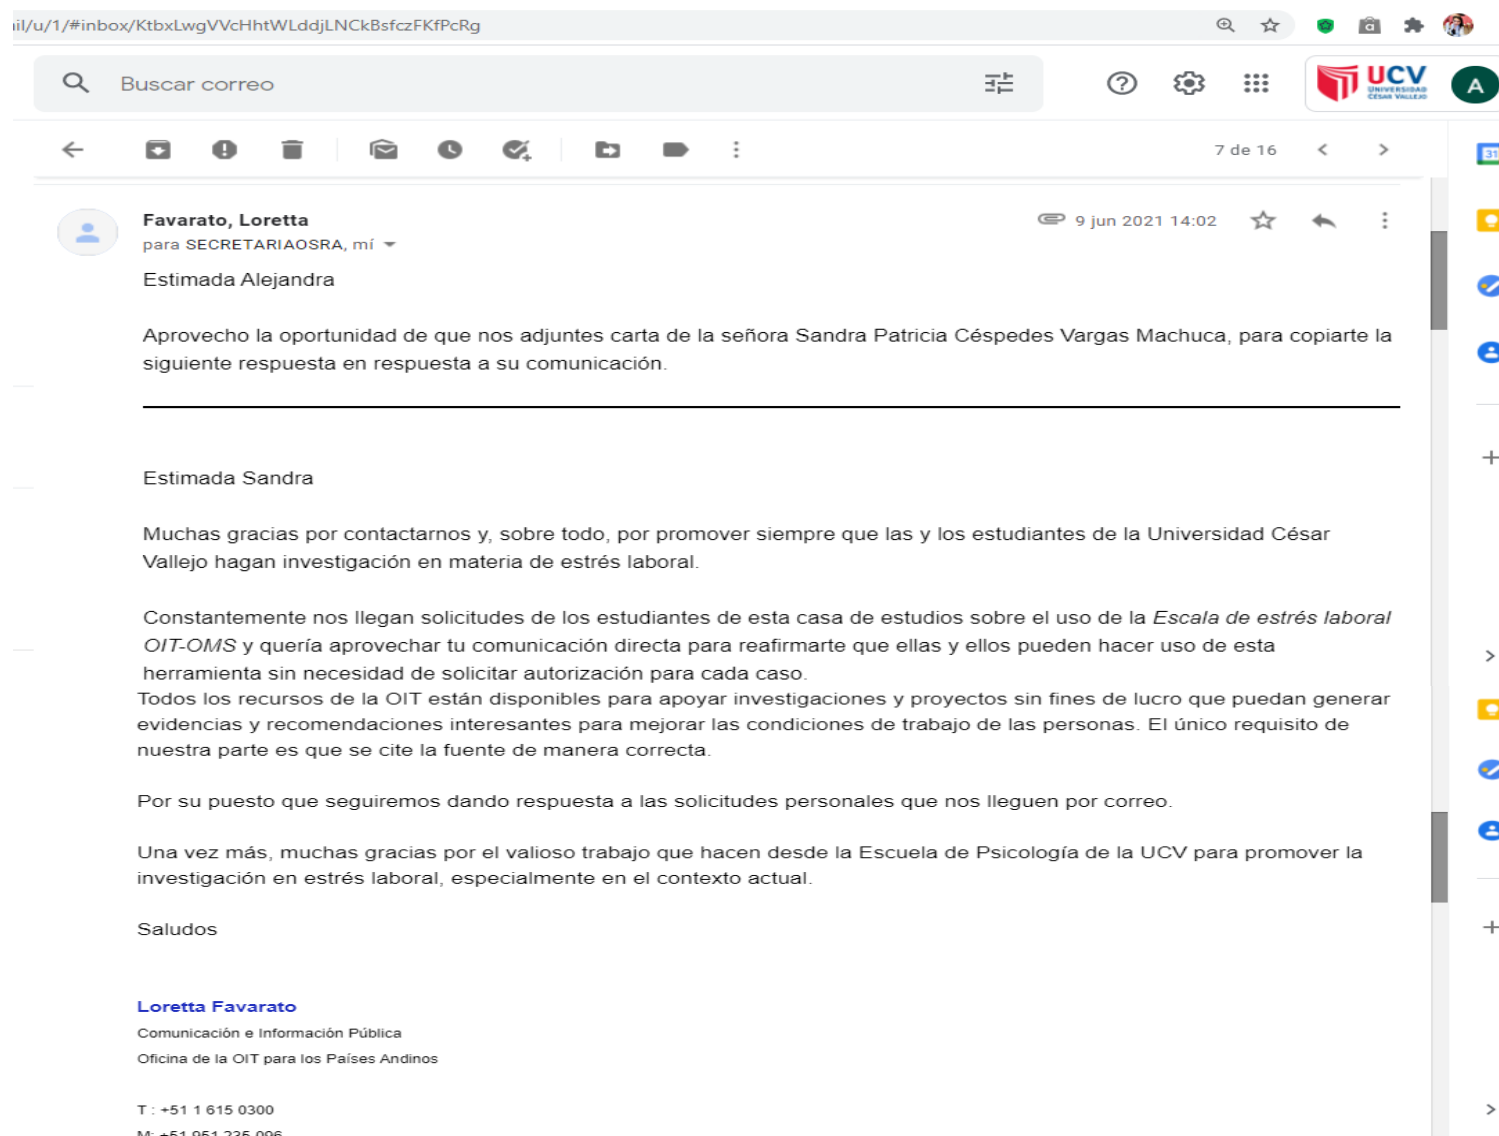 il/u/1/#inbox/KtbxLwgVVcHhtWLddjLNCkBsfczFKfPcRg
Buscar correo
UCV
UNIVERSIDAD
CÉSAR VALLEJO
A
7 de 16
31
Favarato, Loretta
9 jun 2021 14:02
para SECRETARIAOSRA, mí
Estimada Alejandra
Aprovecho la oportunidad de que nos adjuntes carta de la señora Sandra Patricia Céspedes Vargas Machuca, para copiarte la
siguiente respuesta en respuesta a su comunicación.
Estimada Sandra
Muchas gracias por contactarnos y, sobre todo, por promover siempre que las y los estudiantes de la Universidad César
Vallejo hagan investigación en materia de estrés laboral.
Constantemente nos llegan solicitudes de los estudiantes de esta casa de estudios sobre el uso de la Escala de estrés laboral
OIT-OMS y quería aprovechar tu comunicación directa para reafirmarte que ellas y ellos pueden hacer uso de esta
herramienta sin necesidad de solicitar autorización para cada caso.
Todos los recursos de la OIT están disponibles para apoyar investigaciones y proyectos sin fines de lucro que puedan generar
evidencias y recomendaciones interesantes para mejorar las condiciones de trabajo de las personas. El único requisito de
nuestra parte es que se cite la fuente de manera correcta.
Por su puesto que seguiremos dando respuesta a las solicitudes personales que nos lleguen por correo.
Una vez más, muchas gracias por el valioso trabajo que hacen desde la Escuela de Psicología de la UCV para promover la
investigación en estrés laboral, especialmente en el contexto actual.
Saludos
Loretta Favarato
Comunicación e Información Pública
Oficina de la OIT para los Países Andinos
T : +51 1 615 0300
M: +51 951 235 096